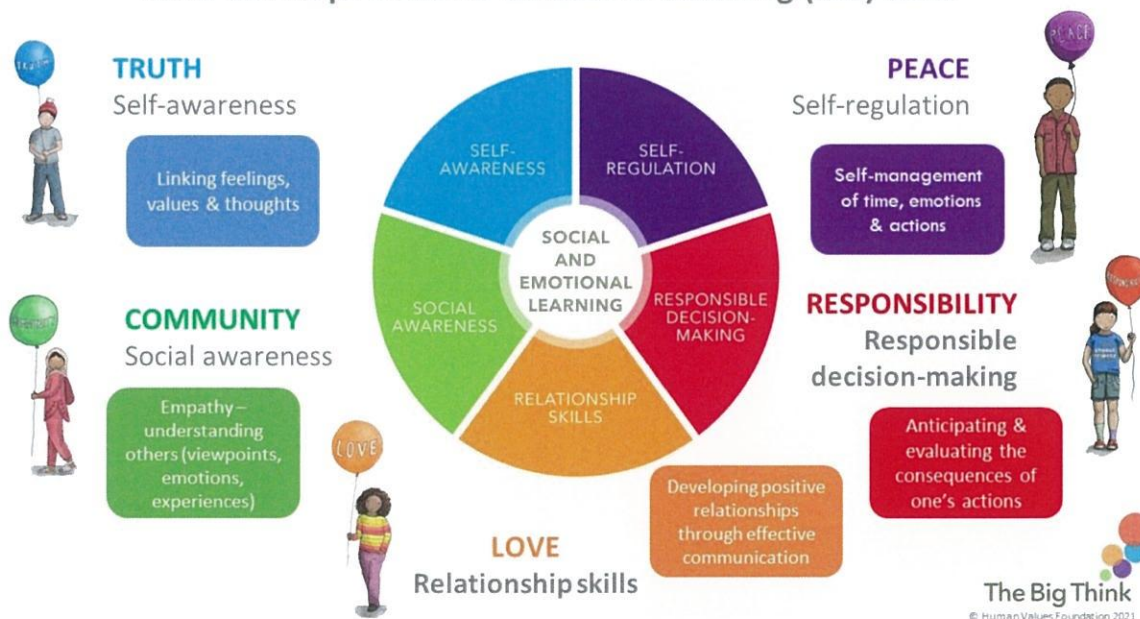 TRUTH
Self-awareness
Linking feelings,
values & thoughts
COMMUNITY
Social awareness
Empathy–
understanding
others (viewpoints,
emotions,
experiences)
LOVE
SELF-
AWARENESS
SELF-
REGULATION
SOCIAL
AND
EMOTIONAL
LEARNING
SOCIAL
AWARENESS
RESPONSIBLE
DECISION-
MAKING
RELATIONSHIP
SKILLS
LOVE
Relationship skills
Developing positive
relationships
through effective
communication
PEACE
PEACE
Self-regulation
Self-management
of time, emotions
& actions
RESPONSIBILITY
Responsible
decision-making
Anticipating &
evaluating the
consequences of
one's actions
The Big Think
© Human Values Foundation 2021